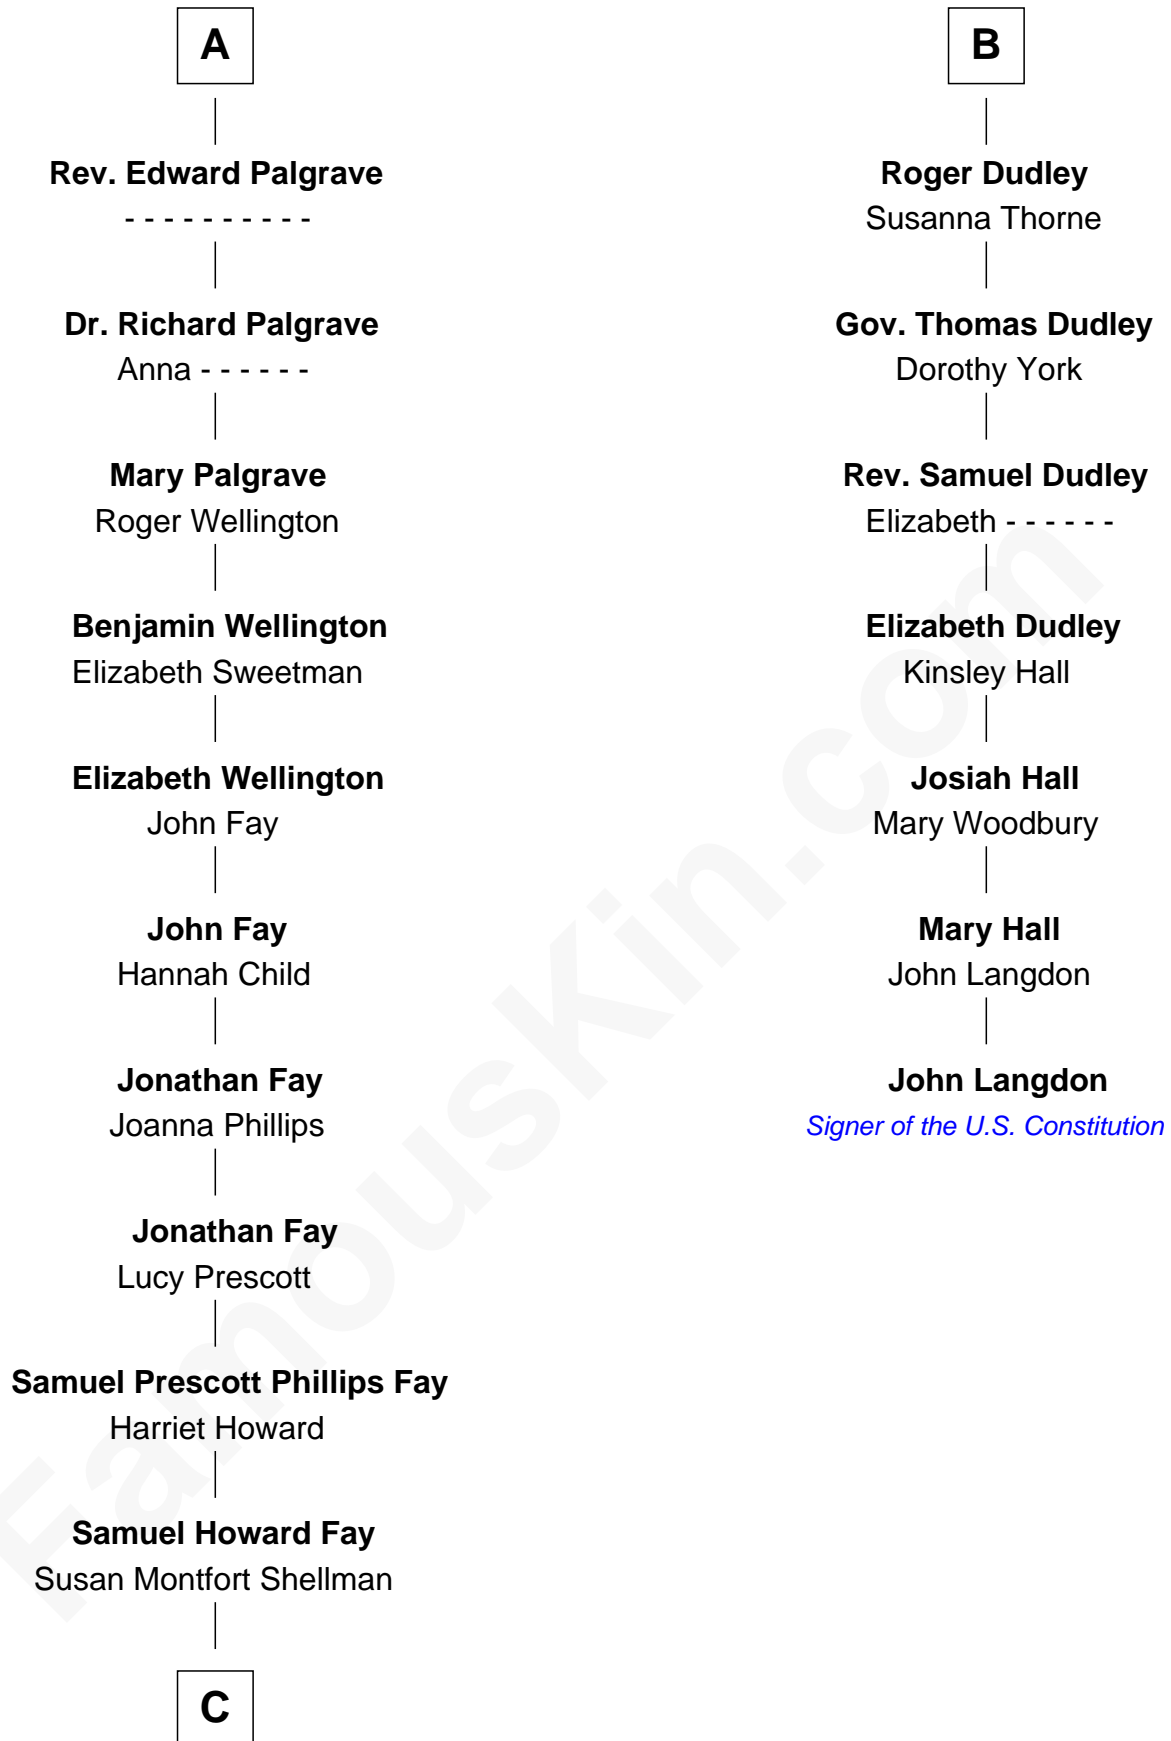 A
Rev. Edward Palgrave
- - - - - - - - - -
Dr. Richard Palgrave
Anna - - - - - -
Mary Palgrave
Roger Wellington
Benjamin Wellington
Elizabeth Sweetman
Elizabeth Wellington
John Fay
John Fay
Hannah Child
Jonathan Fay
Joanna Phillips
Jonathan Fay
Lucy Prescott
Samuel Prescott Phillips Fay
Harriet Howard
Samuel Howard Fay
Susan Montfort Shellman
C
B
Roger Dudley
Susanna Thorne
Gov. Thomas Dudley
Dorothy York
Rev. Samuel Dudley
Elizabeth - - - - - -
Elizabeth Dudley
Kinsley Hall
Josiah Hall
Mary Woodbury
Mary Hall
John Langdon
John Langdon
Signer of the U.S. Constitution
FamousKin.com